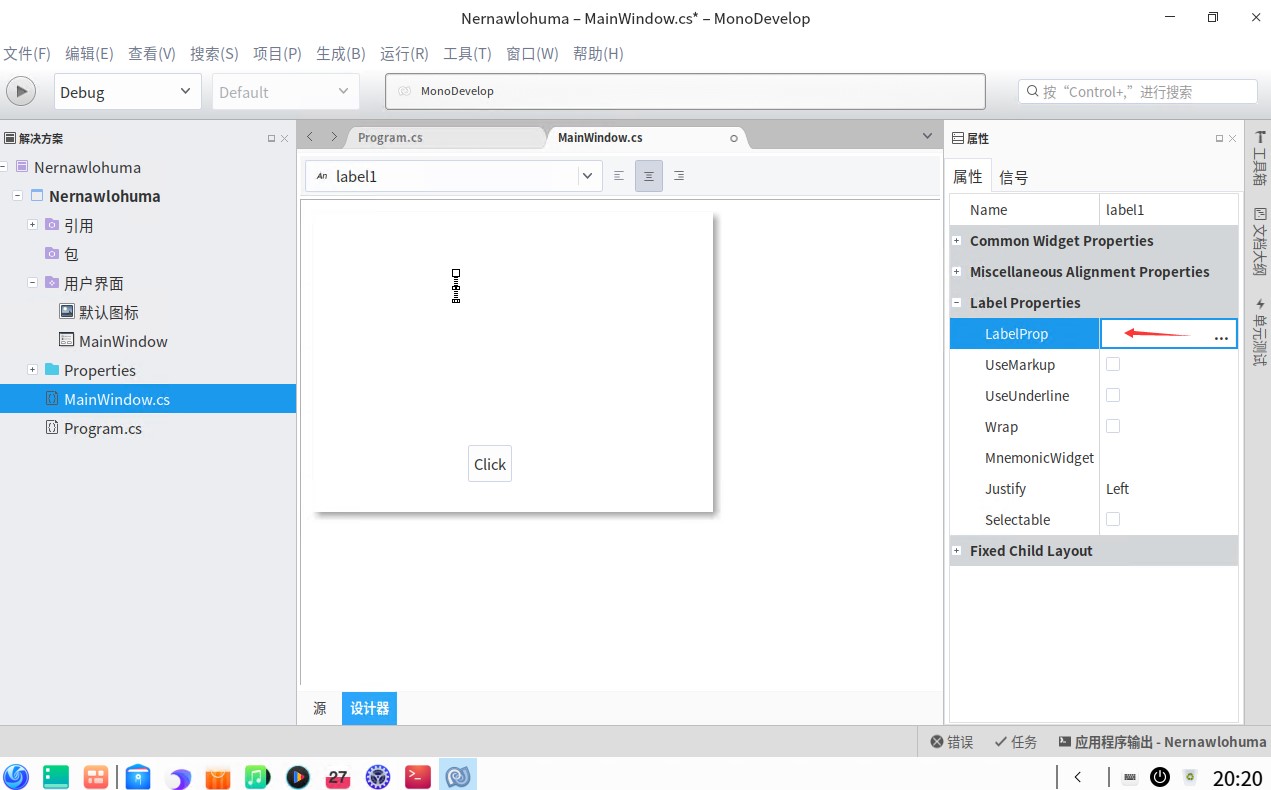 Nernawlohuma – MainWindow.cs* – MonoDevelop
文件(F) 编辑(E) 查看(V) 搜索(S) 项目(P) 生成(B) 运行(R) 工具(T) 窗口(W) 帮助(H)
Debug
Default
MonoDevelop
按“Control+,”进行搜索
解决方案
Nernawlohuma
Nernawlohuma
引用
包
用户界面
默认图标
MainWindow
Properties
MainWindow.cs
Program.cs
Program.cs
MainWindow.cs
label1
Click
源
设计器
属性
属性 信号
Name label1
Common Widget Properties
Miscellaneous Alignment Properties
Label Properties
LabelProp ...
UseMarkup
UseUnderline
Wrap
MnemonicWidget
Justify Left
Selectable
Fixed Child Layout
工具箱
文档大纲
单元测试
错误 任务 应用程序输出 - Nernawlohuma
27
20:20